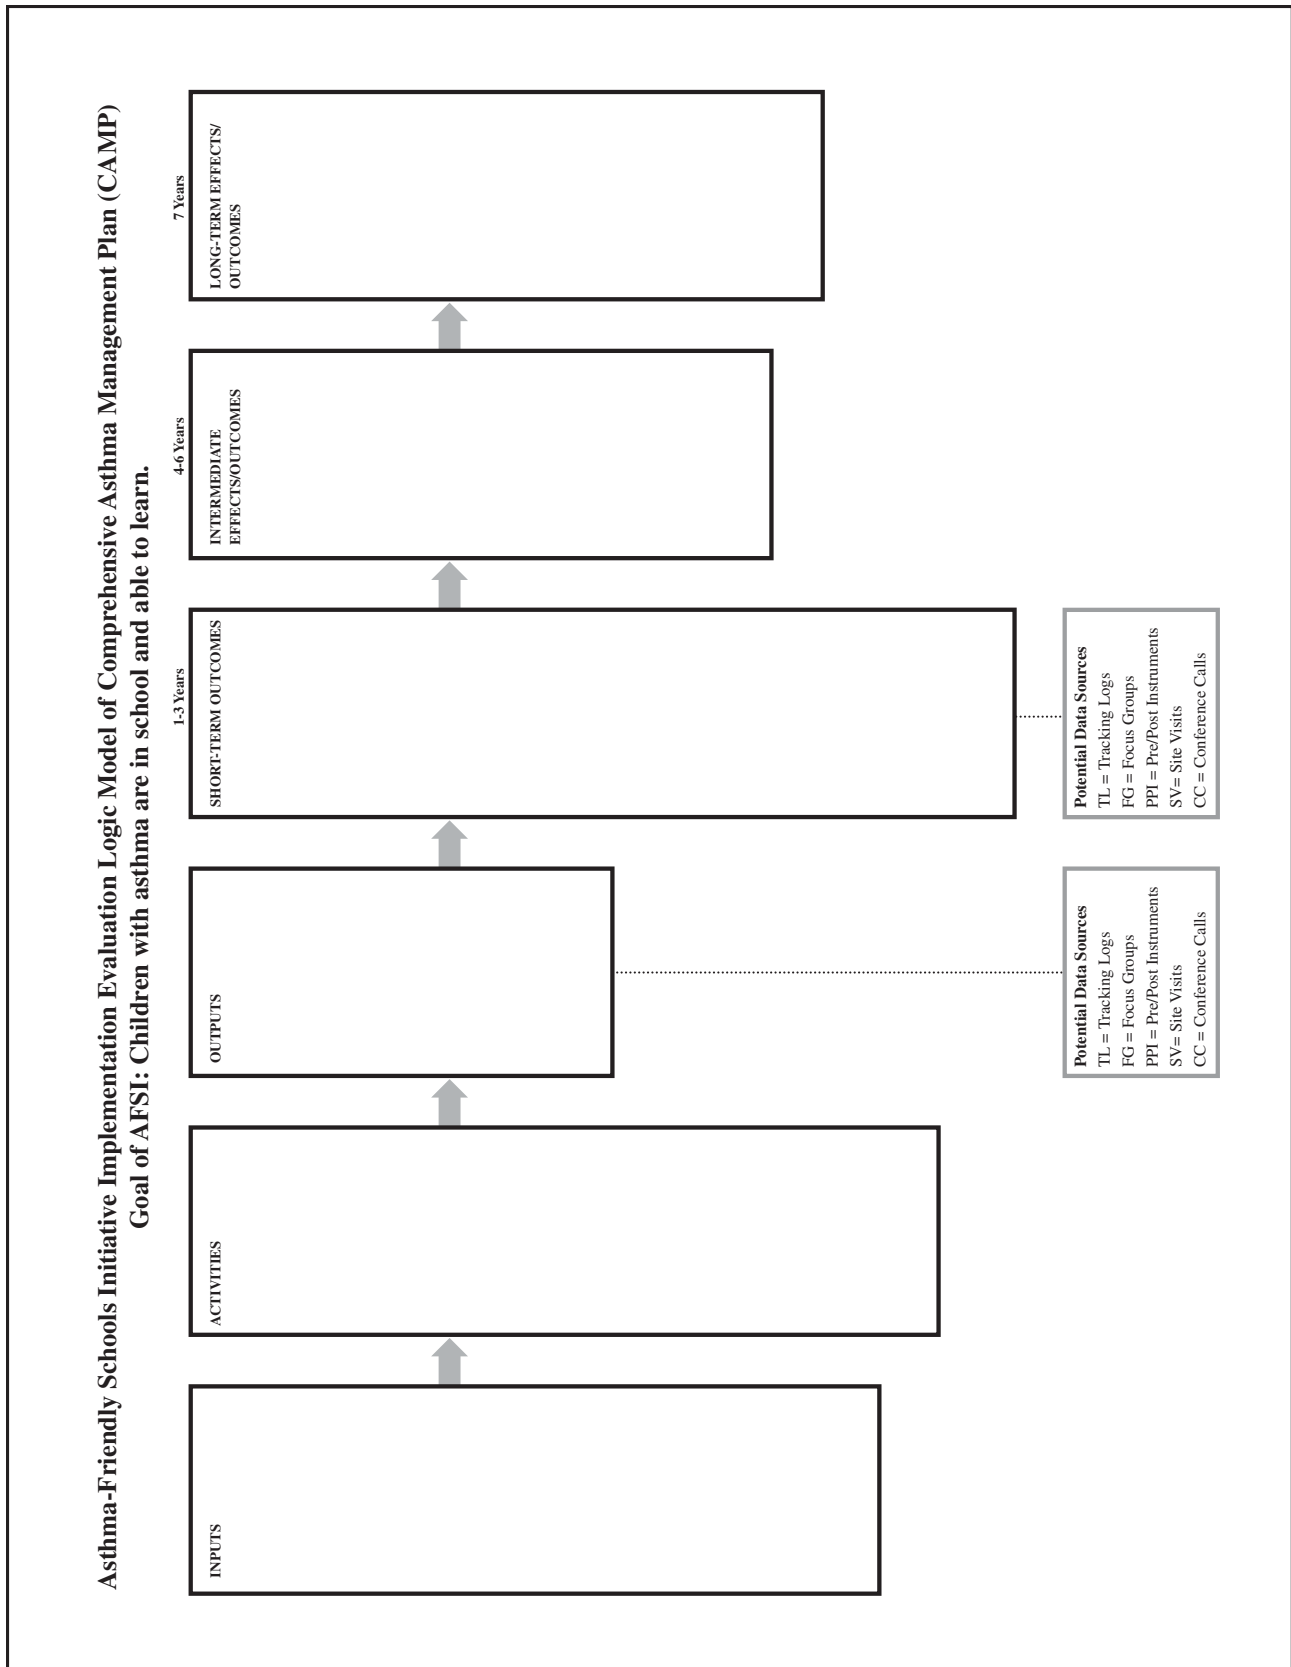 Asthma-Friendly Schools Initiative Implementation Evaluation Logic Model of Comprehensive Asthma Management Plan (CAMP)
Goal of AFSI: Children with asthma are in school and able to learn.
INPUTS
ACTIVITIES
OUTPUTS
1-3 Years
SHORT-TERM OUTCOMES
4-6 Years
INTERMEDIATE
EFFECTS/OUTCOMES
7 Years
LONG-TERM EFFECTS/
OUTCOMES
Potential Data Sources
TL = Tracking Logs
FG = Focus Groups
PPI = Pre/Post Instruments
SV= Site Visits
CC = Conference Calls
Potential Data Sources
TL = Tracking Logs
FG = Focus Groups
PPI = Pre/Post Instruments
SV= Site Visits
CC = Conference Calls